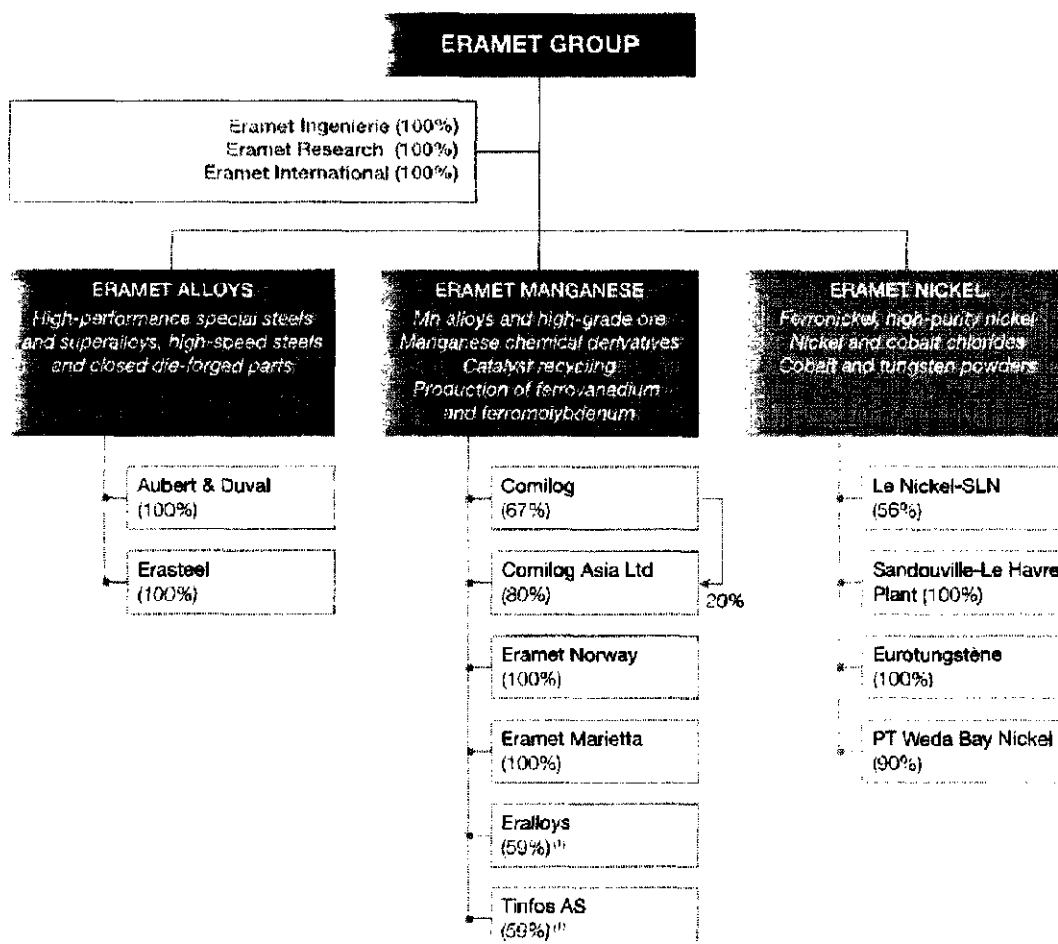 ERAMET GROUP
Eramet Ingenierie (100%)
Eramet Research (100%)
Eramet International (100%)
ERAMET ALLOYS
High-performance special steels
and superalloys, high-speed steels
and closed die-forged parts
ERAMET MANGANESE
Mn alloys and high-grade ore
Manganese chemical derivatives
Catalyst recycling
Production of ferrovanadium
and ferromolybdenum
ERAMET NICKEL
Ferronickel, high-purity nickel
Nickel and cobalt chlorides
Cobalt and tungsten powders
Aubert & Duval
(100%)
Erasteel
(100%)
Comilog
(67%)
Comilog Asia Ltd
(80%)
20%
Eramet Norway
(100%)
Eramet Marietta
(100%)
Eralloys
(59%) (1)
Tinfos AS
(59%) (1)
Le Nickel-SLN
(56%)
Sandouville-Le Havre
Plant (100%)
Eurotungstène
(100%)
PT Weda Bay Nickel
(90%)